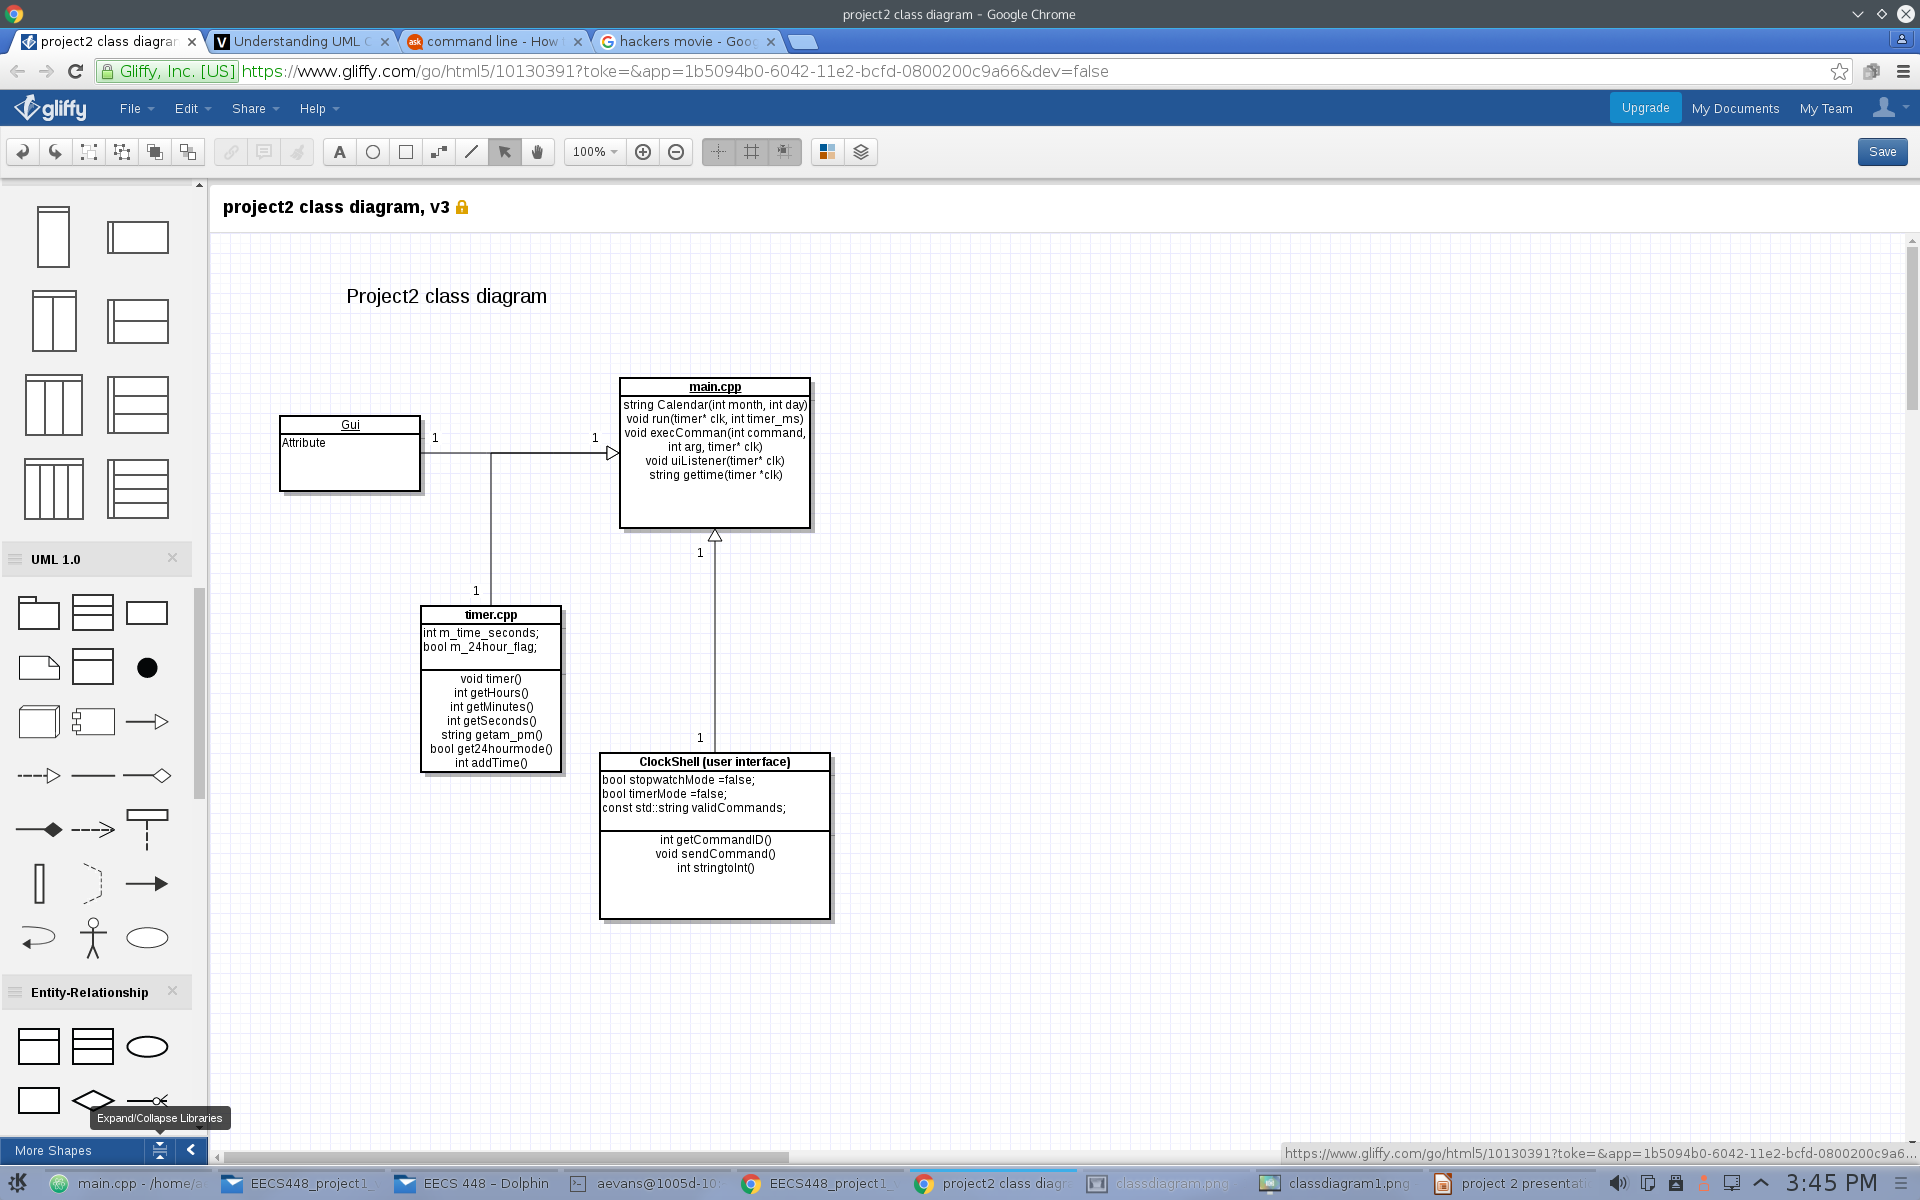 project2 class diagram - Google Chrome
project2 class diagrar
Understanding UML C
command line - How t
hackers movie - Goog
Gliffy, Inc. [US] https://www.gliffy.com/go/html5/10130391?toke=&app=1b5094b0-6042-11e2-bcfd-0800200c9a66&dev=false
gliffy File Edit Share Help Upgrade My Documents My Team
A 100% Save
project2 class diagram, v3
Project2 class diagram
main.cpp
string Calendar(int month, int day)
void run(timer* clk, int timer_ms)
void execComman(int command,
int arg, timer* clk)
void uiListener(timer* clk)
string gettime(timer *clk)
Gui
Attribute
1
1
1
1
1
timer.cpp
int m_time_seconds;
bool m_24hour_flag;
void timer()
int getHours()
int getMinutes()
int getSeconds()
string getam_pm()
bool get24hourmode()
int addTime()
ClockShell (user interface)
bool stopwatchMode =false;
bool timerMode =false;
const std::string validCommands;
int getCommandID()
void sendCommand()
int stringtoInt()
UML 1.0
Entity-Relationship
Expand/Collapse Libraries
More Shapes
https://www.gliffy.com/go/html5/10130391?toke=&app=1b5094b0-6042-11e2-bcfd-0800200c9a6...
main.cpp - /home/a
EECS448_project1_
EECS 448 – Dolphin
aevans@1005d-10:
EECS448_project1_
project2 class diagr
classdiagram.png
classdiagram1.png
project 2 presentat
3:45 PM